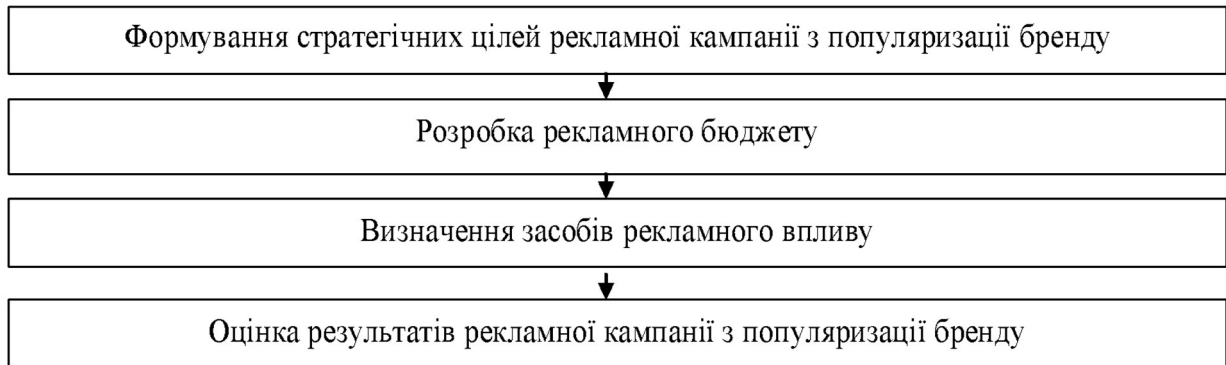 Формування стратегічних цілей рекламної кампанії з популяризації бренду
Розробка рекламного бюджету
Визначення засобів рекламного впливу
Оцінка результатів рекламної кампанії з популяризації бренду